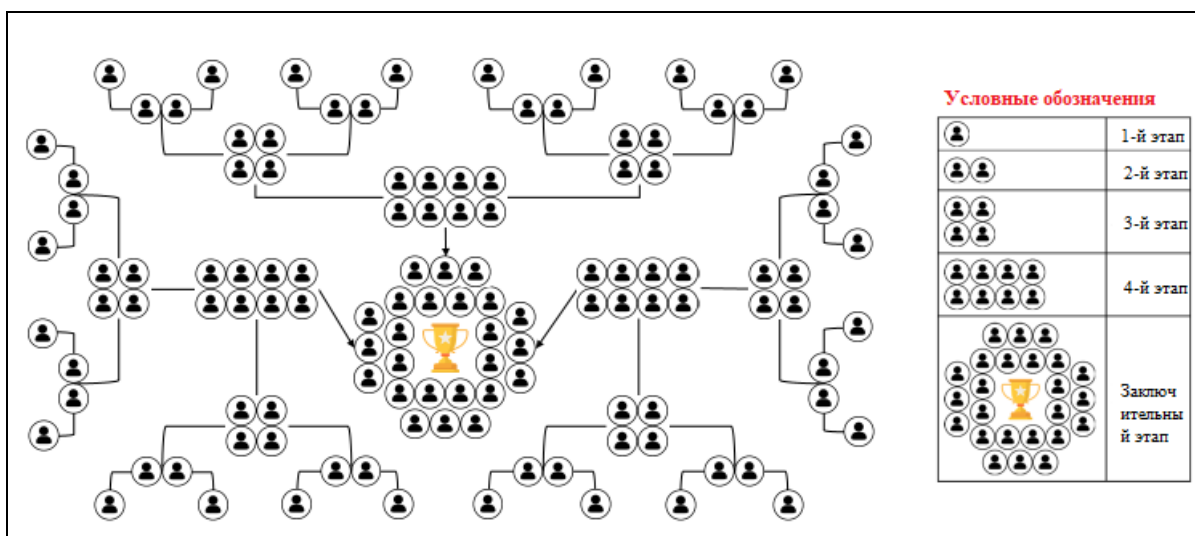 Условные обозначения
1-й этап
2-й этап
3-й этап
4-й этап
Заключ
ительны
й этап